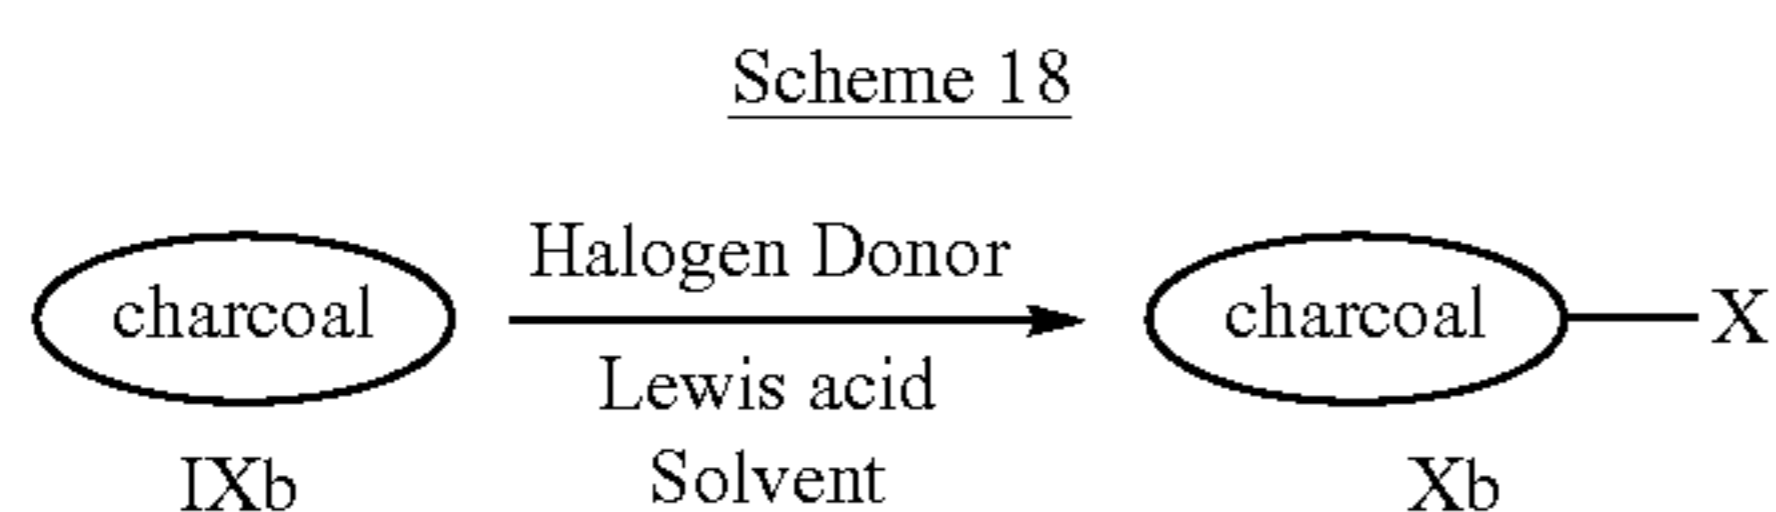 Scheme 18
Halogen Donor
charcoal
charcoal
X
Lewis acid
Solvent
IXb
Xb